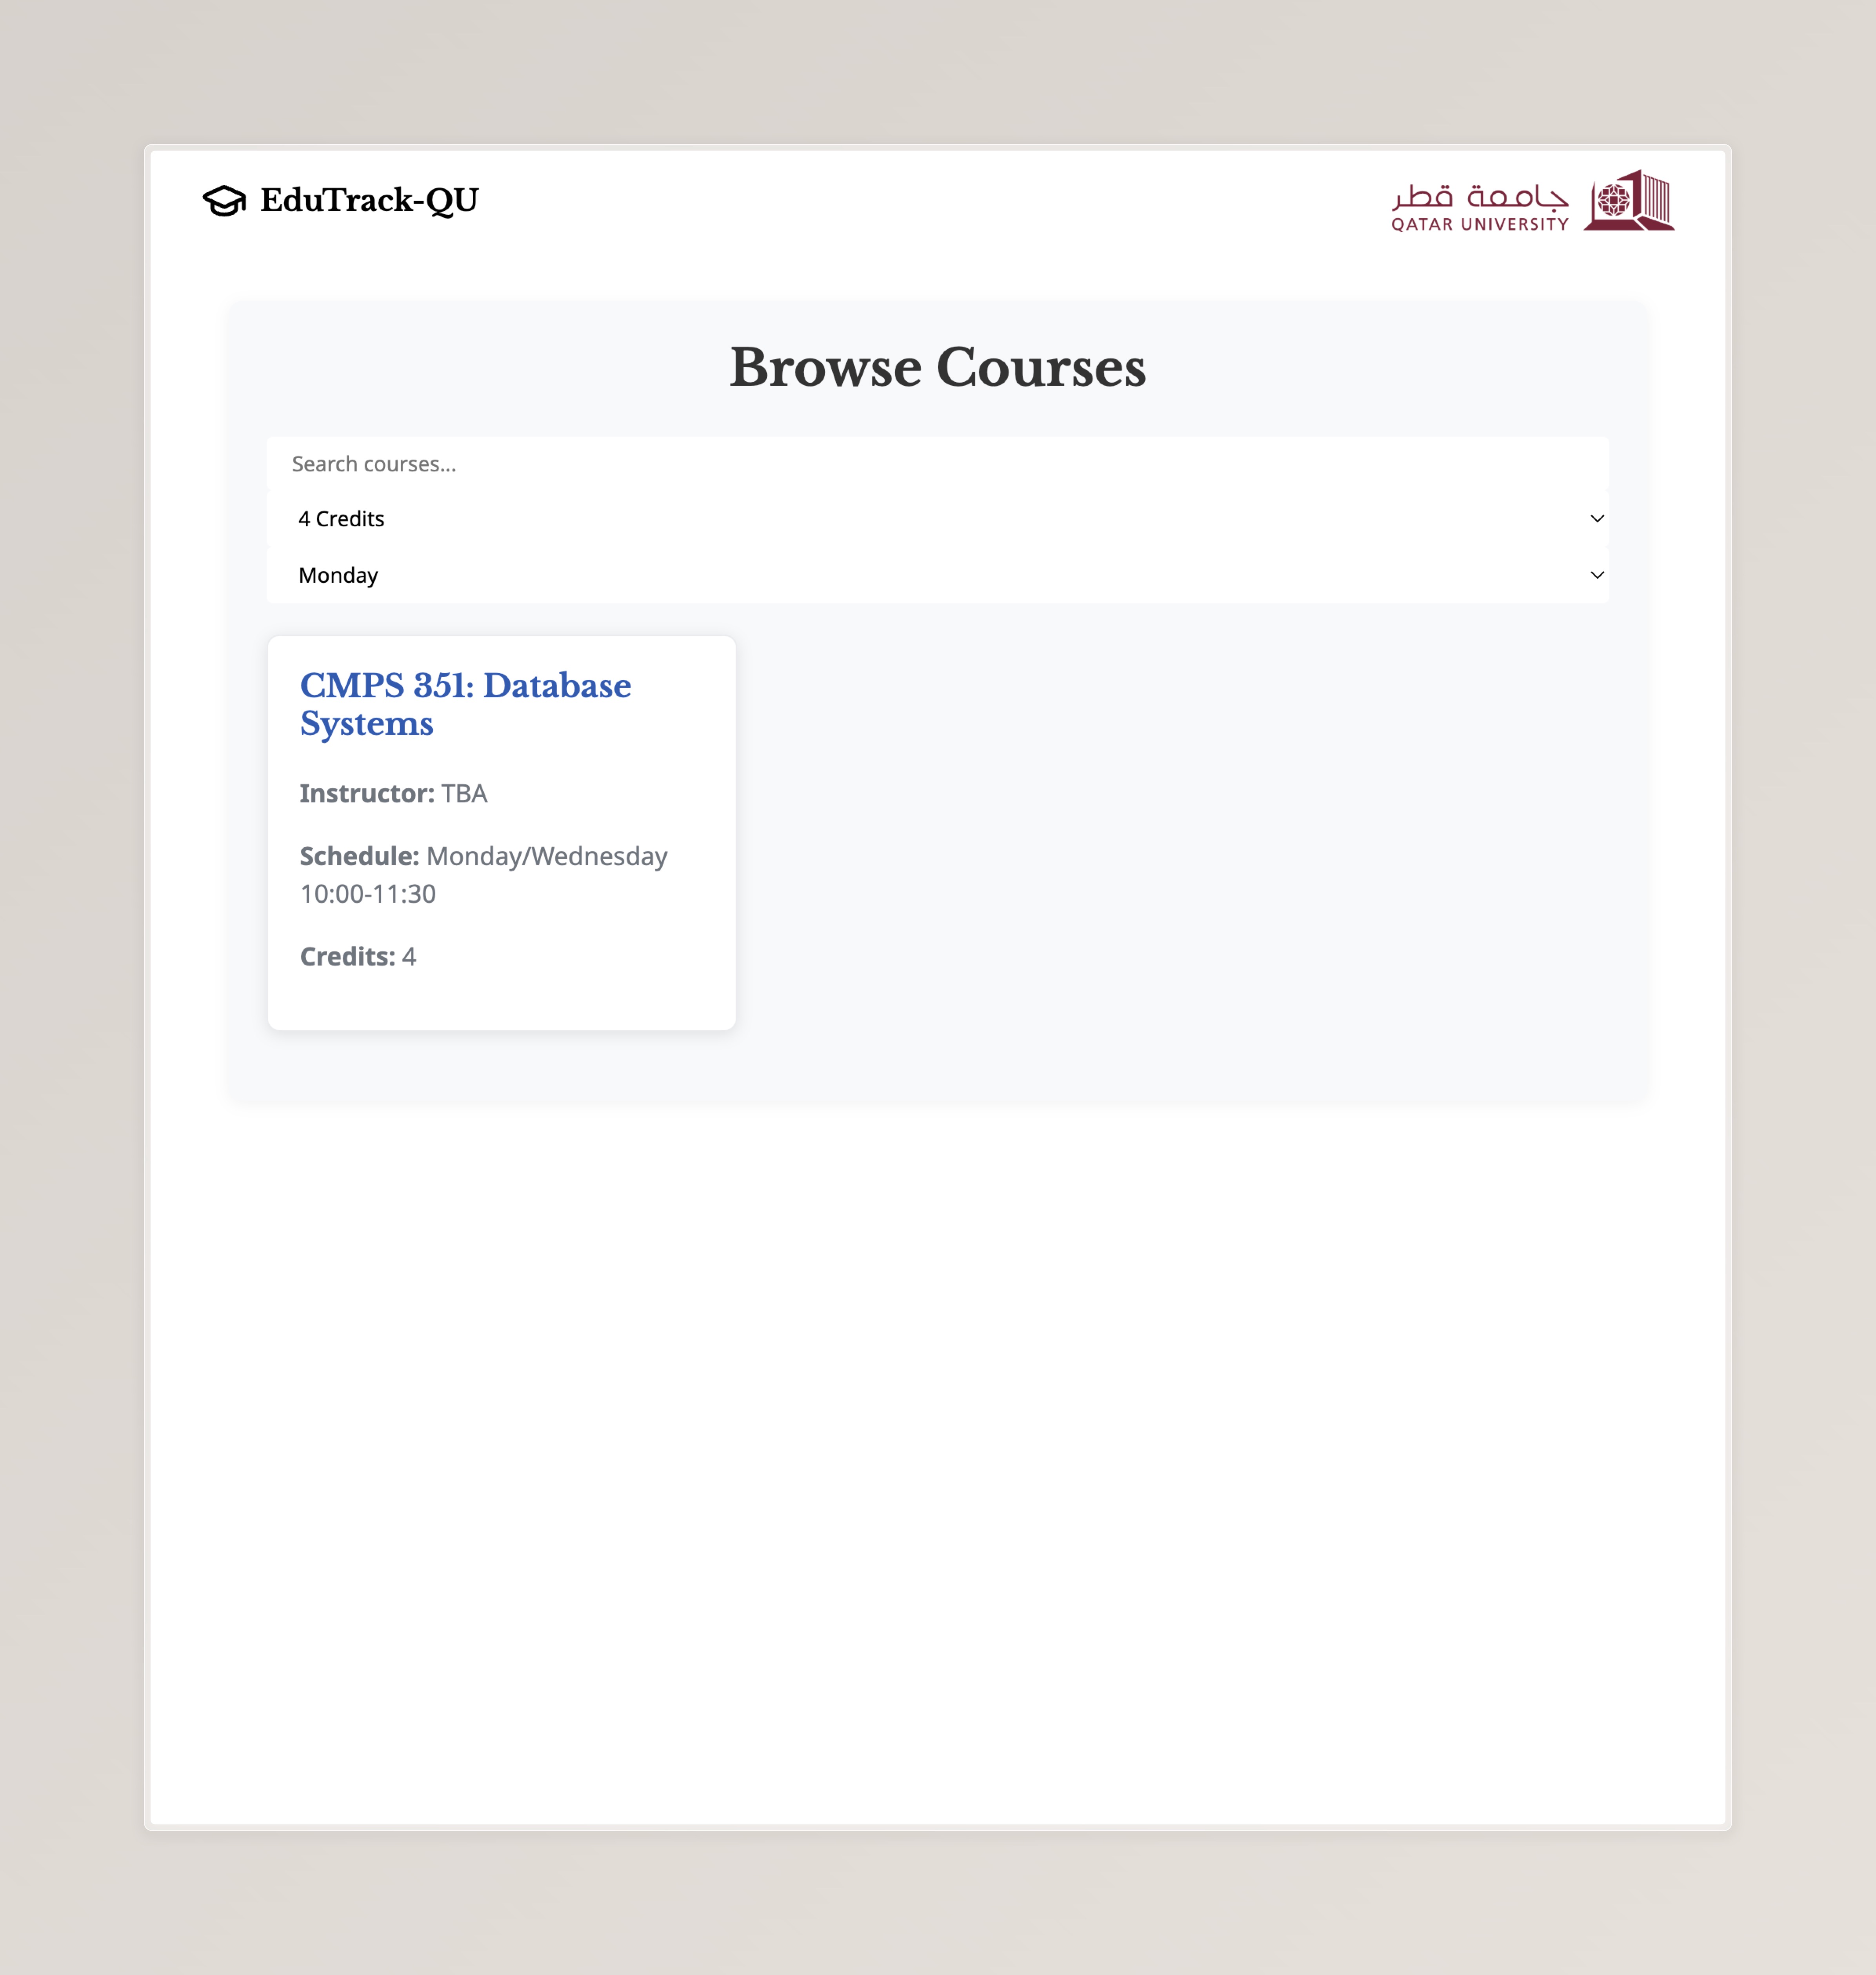 EduTrack-QU
جامعة قطر
QATAR UNIVERSITY
Browse Courses
Search courses...
4 Credits
Monday
CMPS 351: Database
Systems
Instructor: TBA
Schedule: Monday/Wednesday
10:00-11:30
Credits: 4